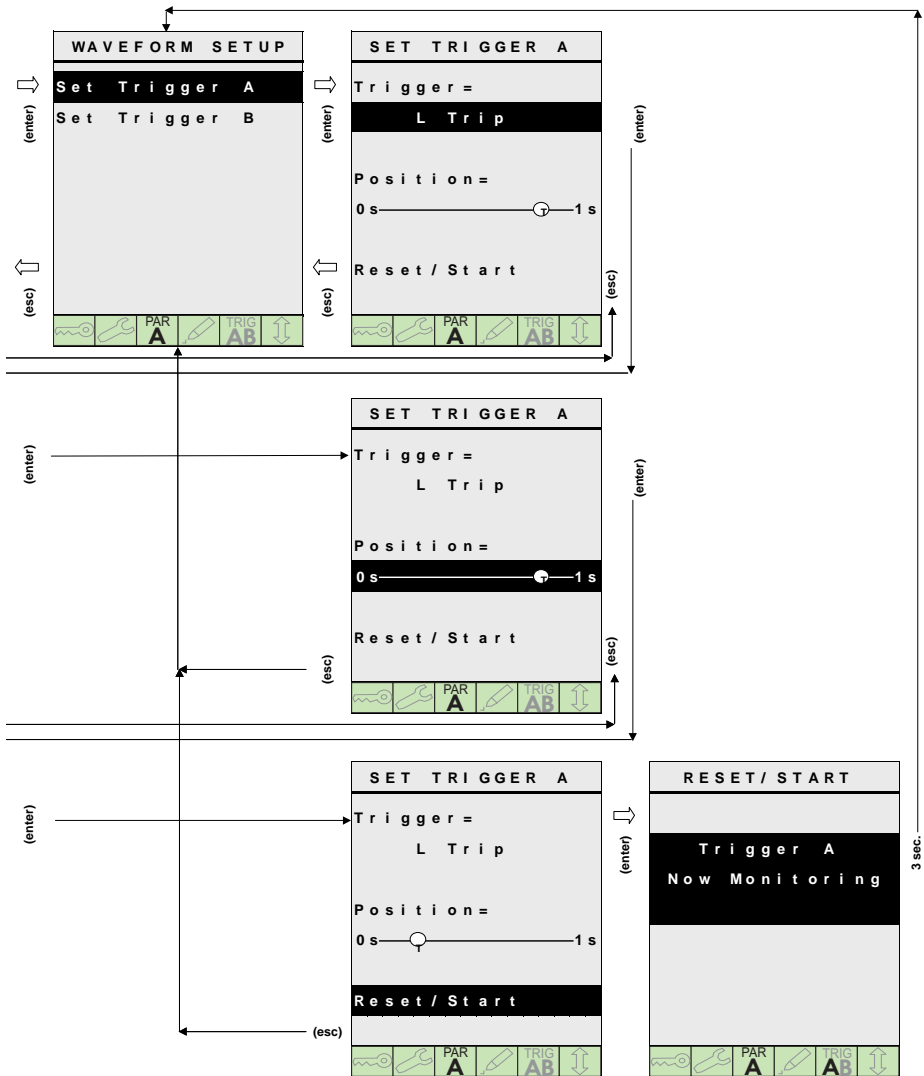 WAVEFORM SETUP
Set Trigger A
Set Trigger B
(enter)
(esc)
PAR
A
TRIG
AB
(enter)
(esc)
SET TRIGGER A
Trigger=
L Trip
Position=
0 s
T
1 s
Reset/Start
PAR
A
TRIG
AB
(enter)
(esc)
(enter)
SET TRIGGER A
Trigger=
L Trip
Position=
0 s
T
1 s
Reset/Start
PAR
A
TRIG
AB
(esc)
(enter)
(esc)
(enter)
SET TRIGGER A
Trigger=
L Trip
Position=
0 s
T
1 s
Reset/Start
PAR
A
TRIG
AB
(esc)
(enter)
RESET/START
Trigger A
Now Monitoring
PAR
A
TRIG
AB
3 sec.